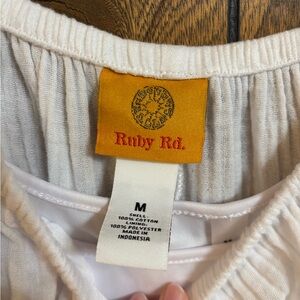 Ruby Rd.
M
SHELL:
100% COTTON
LINING:
100% POLYESTER
MADE IN
INDONESIA